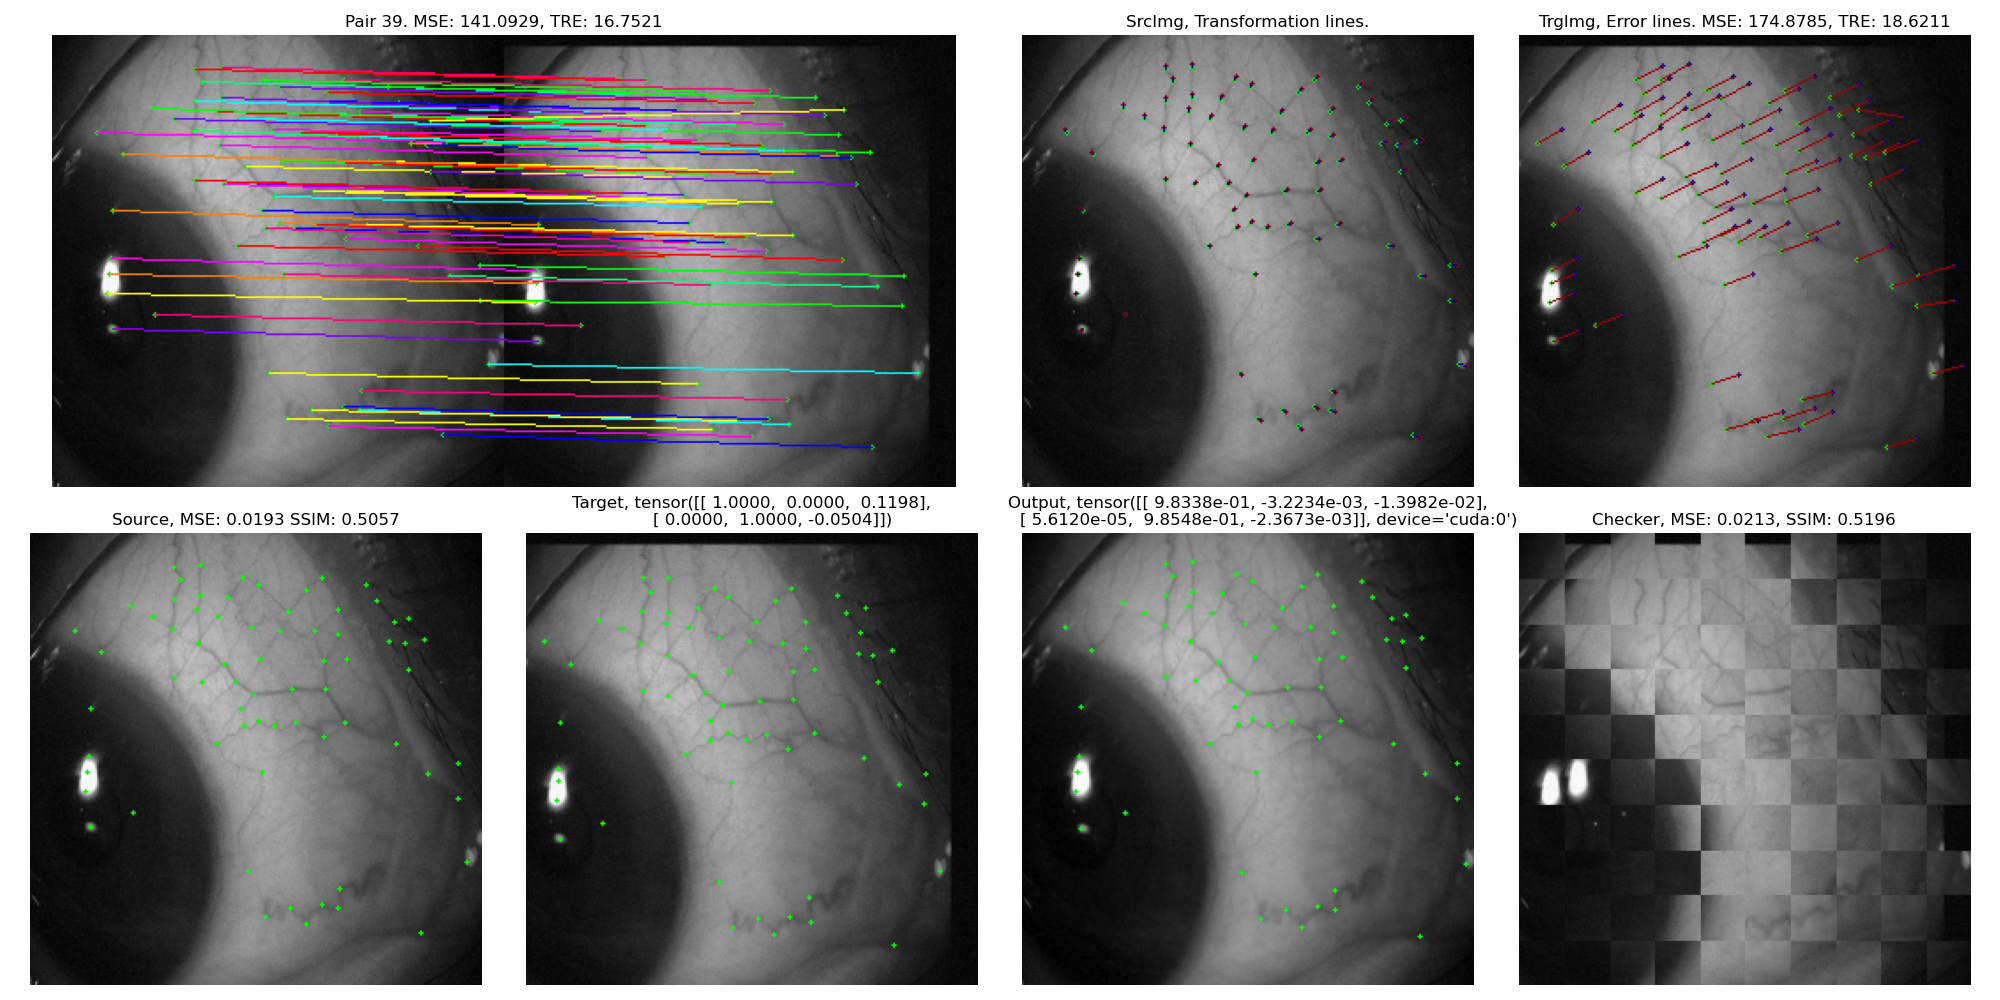 Pair 39. MSE: 141.0929, TRE: 16.7521
SrcImg, Transformation lines.
TrgImg, Error lines. MSE: 174.8785, TRE: 18.6211
Source, MSE: 0.0193 SSIM: 0.5057
Target, tensor([[ 1.0000,  0.0000,  0.1198],
[ 0.0000,  1.0000, -0.0504]])
Output, tensor([[ 9.8338e-01, -3.2234e-03, -1.3982e-02],
[ 5.6120e-05,  9.8548e-01, -2.3673e-03]], device='cuda:0')
Checker, MSE: 0.0213, SSIM: 0.5196